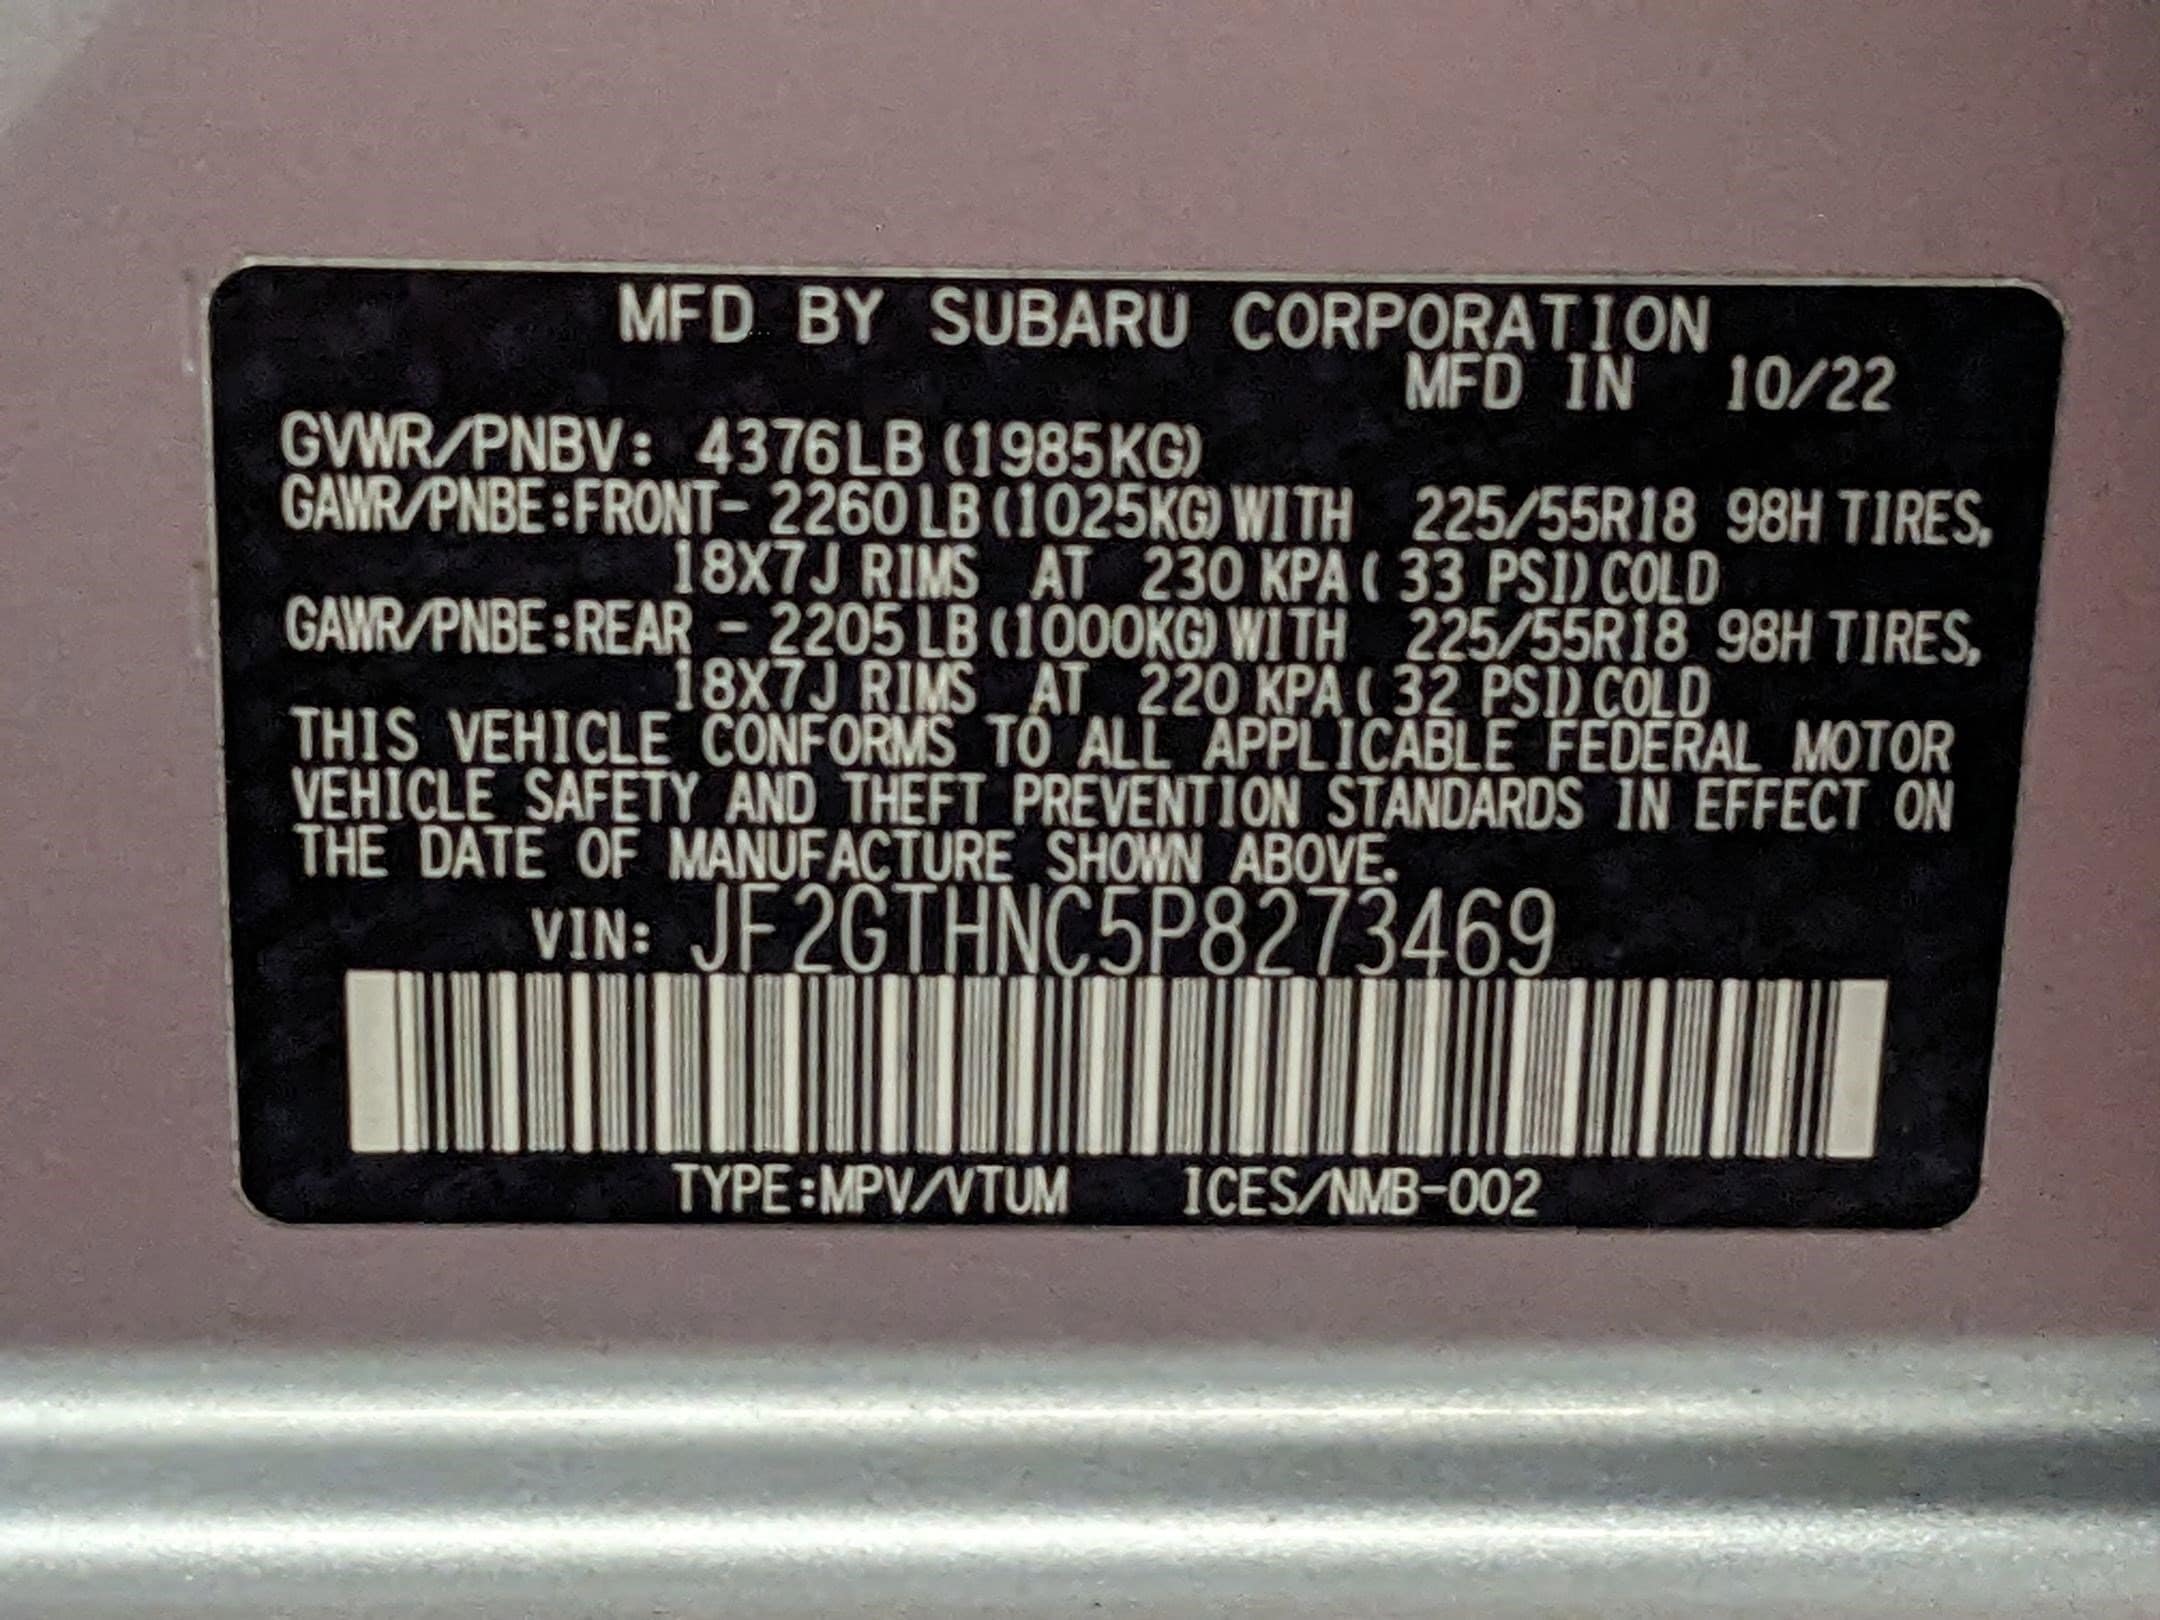 MFD BY SUBARU CORPORATION
MFD IN 10/22
GVWR/PNBV: 4376LB (1985KG)
GAWR/PNBE:FRONT- 2260 LB (1025KG) WITH 225/55R18 98H TIRES,
18X7J RIMS AT 230 KPA ( 33 PSI) COLD
GAWR/PNBE:REAR - 2205 LB (1000KG) WITH 225/55R18 98H TIRES,
18X7J RIMS AT 220 KPA ( 32 PSI) COLD
THIS VEHICLE CONFORMS TO ALL APPLICABLE FEDERAL MOTOR
VEHICLE SAFETY AND THEFT PREVENTION STANDARDS IN EFFECT ON
THE DATE OF MANUFACTURE SHOWN ABOVE.
VIN: JF2GTHNC5P8273469
TYPE:MPV/VTUM ICES/NMB-002